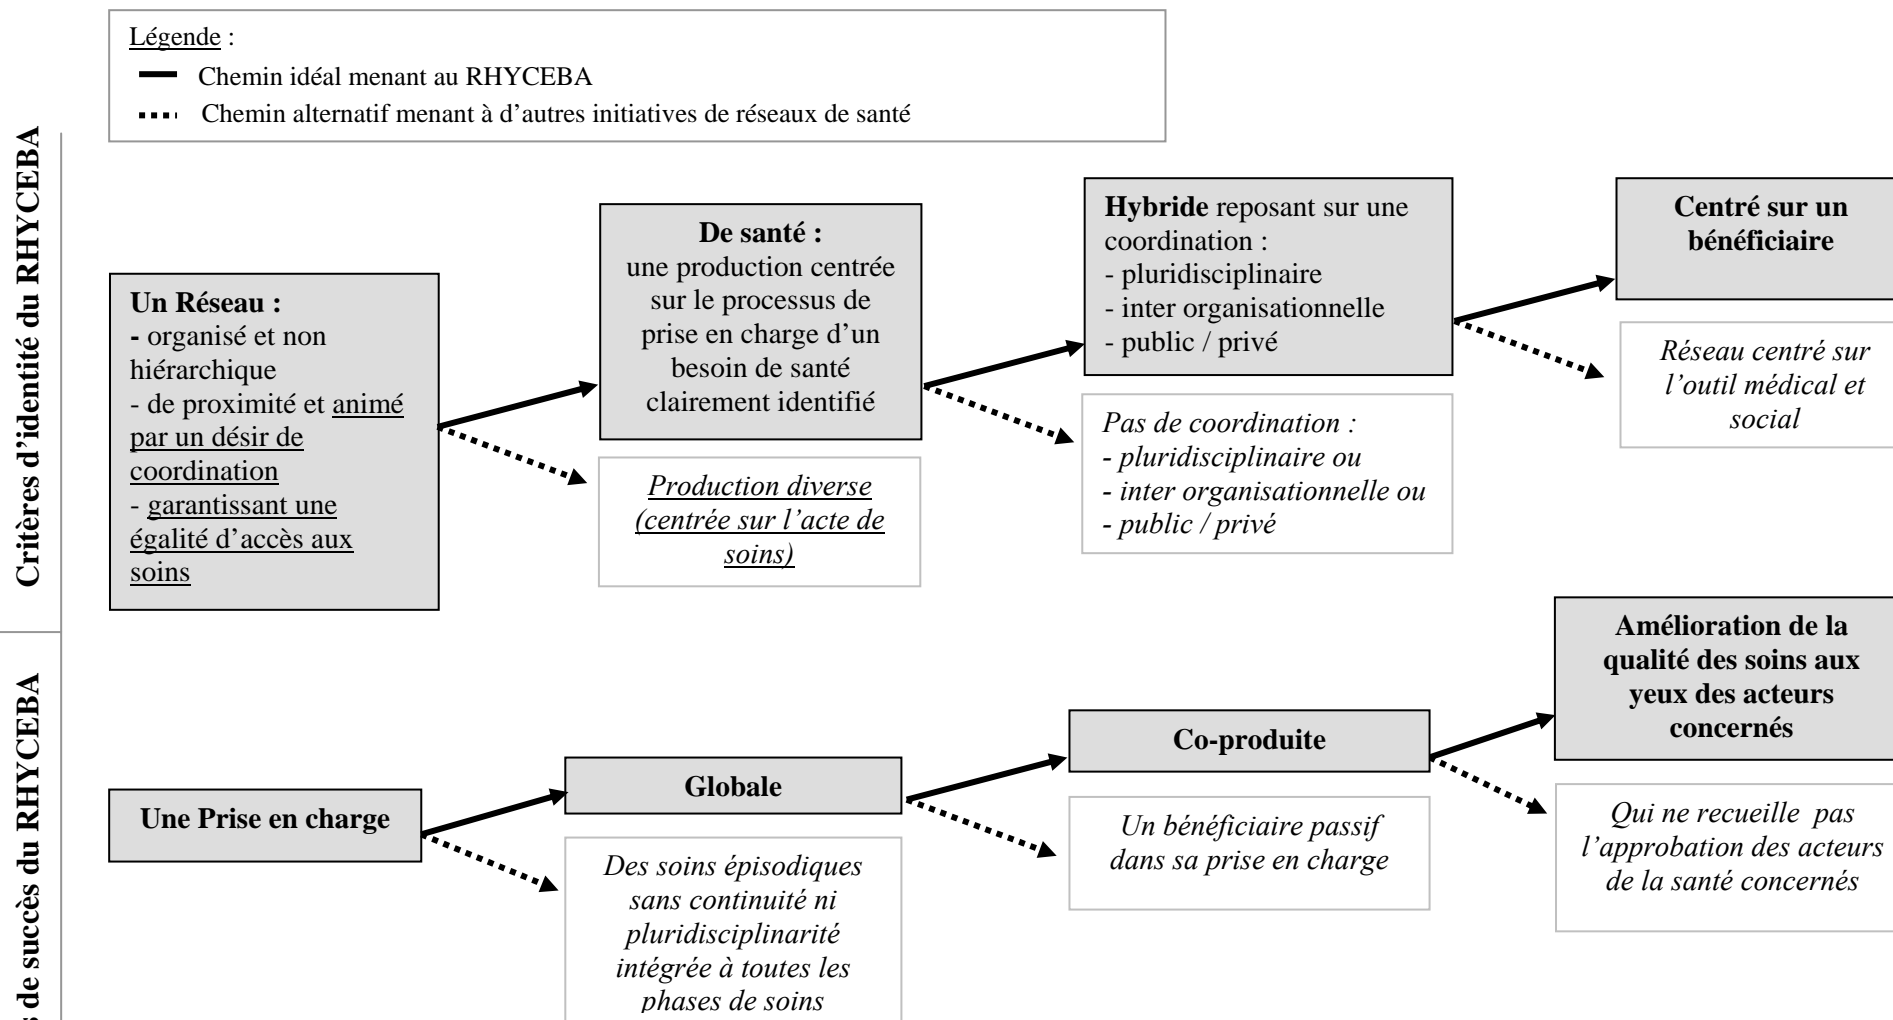 Légende :
Chemin idéal menant au RHYCEBA
Chemin alternatif menant à d’autres initiatives de réseaux de santé
Critères d’identité du RHYCEBA
Un Réseau :
- organisé et non
hiérarchique
- de proximité et animé
par un désir de
coordination
- garantissant une
égalité d’accès aux
soins
De santé :
une production centrée
sur le processus de
prise en charge d’un
besoin de santé
clairement identifié
Production diverse
(centrée sur l’acte de
soins)
Hybride reposant sur une
coordination :
- pluridisciplinaire
- inter organisationnelle
- public / privé
Pas de coordination :
- pluridisciplinaire ou
- inter organisationnelle ou
- public / privé
Centré sur un
bénéficiaire
Réseau centré sur
l’outil médical et
social
de succès du RHYCEBA
Une Prise en charge
Globale
Des soins épisodiques
sans continuité ni
pluridisciplinarité
intégrée à toutes les
phases de soins
Co-produite
Un bénéficiaire passif
dans sa prise en charge
Amélioration de la
qualité des soins aux
yeux des acteurs
concernés
Qui ne recueille pas
l’approbation des acteurs
de la santé concernés